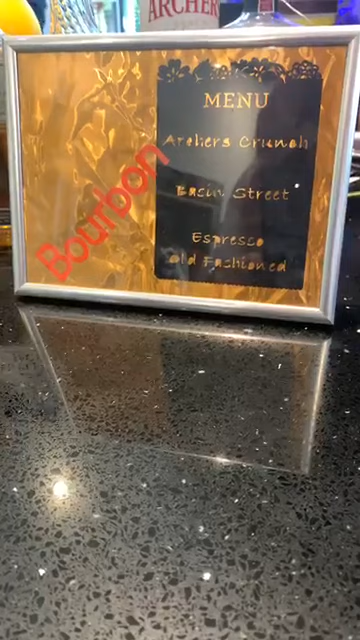 ARCHER
MENU
Archers Crunch
Basin Street
Espresso
old Fashioned
Bourbon